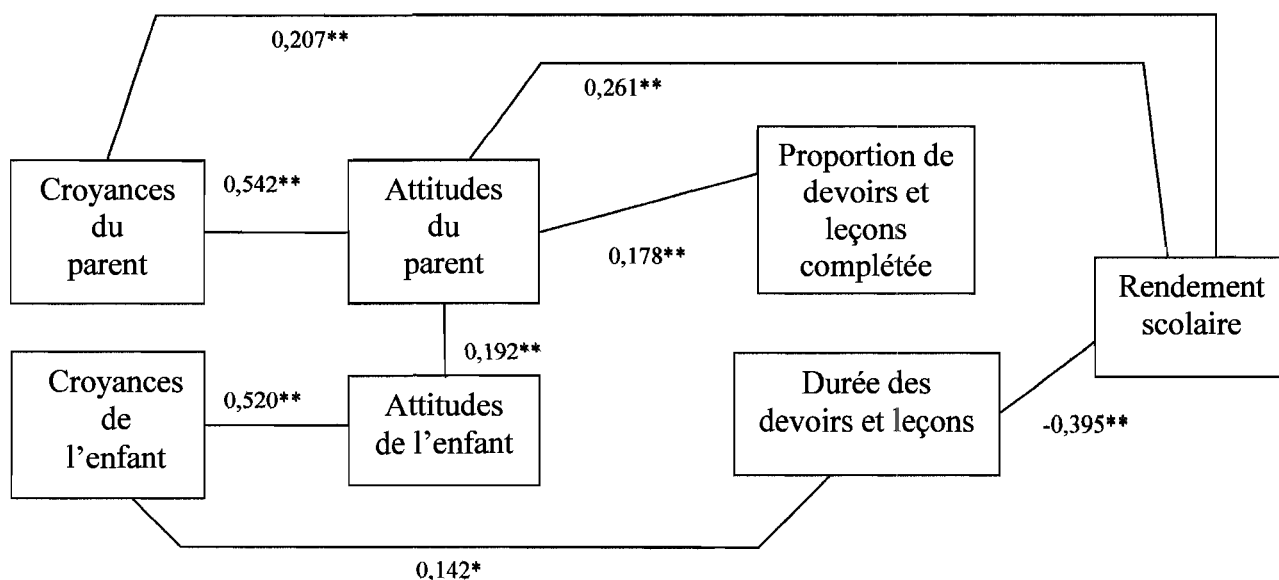 0,207**
0,261**
Croyances
du
parent
0,542**
Attitudes
du
parent
0,178**
Proportion de
devoirs et
leçons
complétée
Rendement
scolaire
0,192**
Croyances
de
l'enfant
0,520**
Attitudes
de l'enfant
Durée des
devoirs et leçons
-0,395**
0,142*